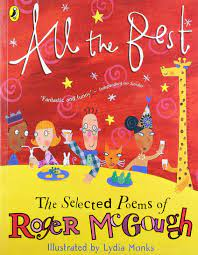 All the Best
"Fantastic and funny"
The Selected Poems of
Roger McGough
Illustrated by Lydia Monks